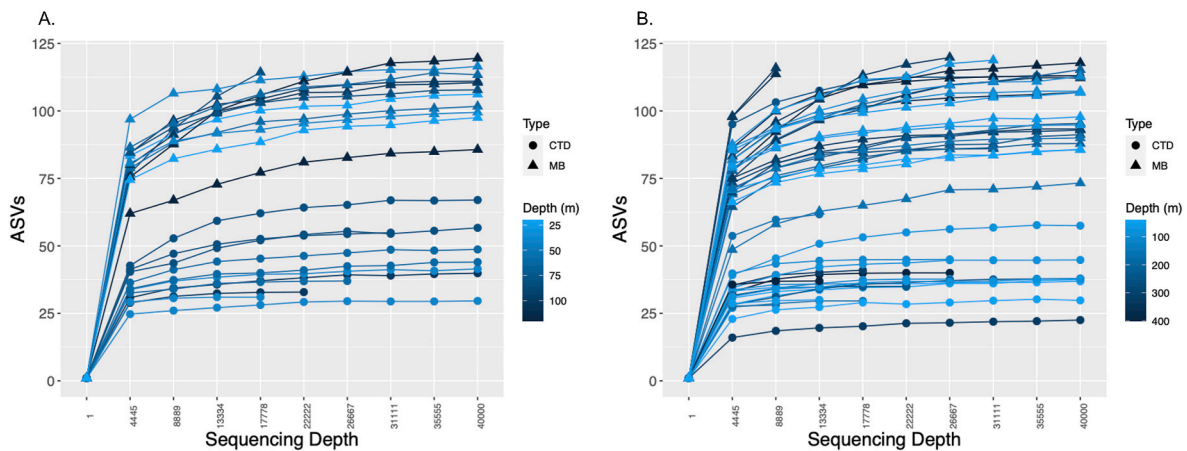 A.
125
100
75
50
25
0
ASVs
1
4445
8889
13334
17778
22222
26667
31111
35555
40000
Sequencing Depth
Type
CTD
MB
Depth (m)
25
50
75
100
B.
125
100
75
50
25
0
ASVs
1
4445
8889
13334
17778
22222
26667
31111
35555
40000
Sequencing Depth
Type
CTD
MB
Depth (m)
100
200
300
400